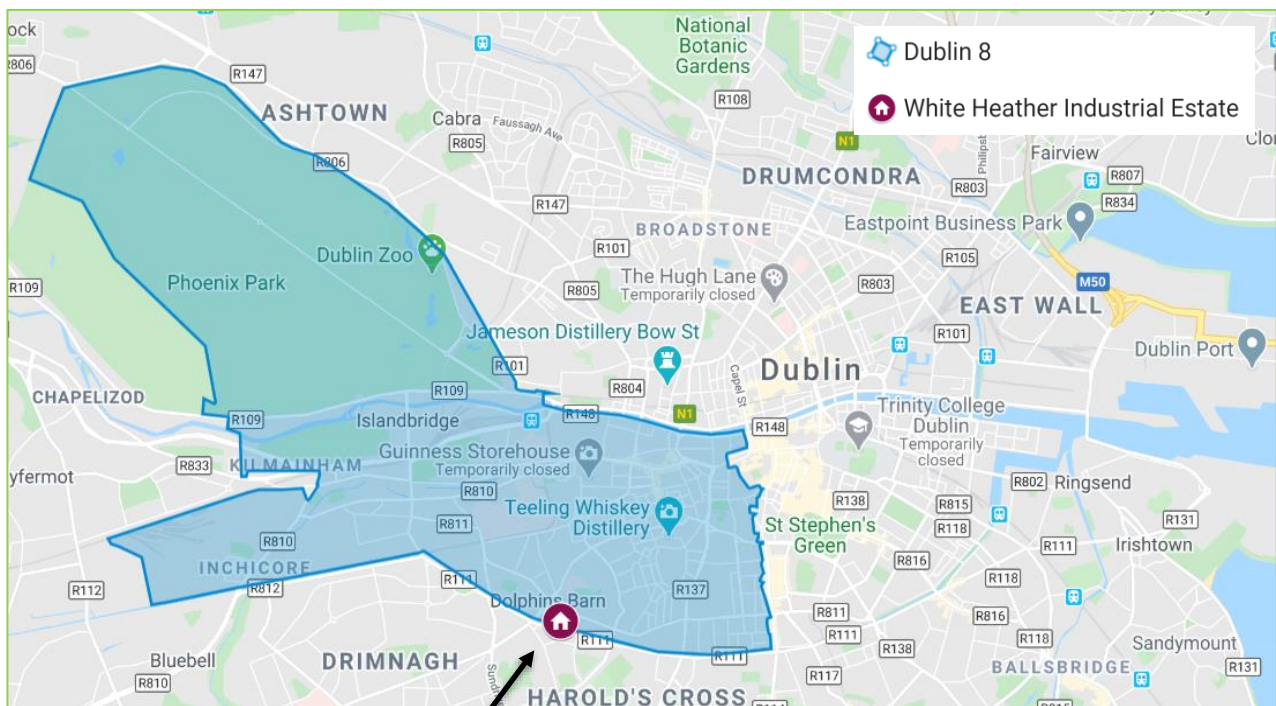 Dublin 8
White Heather Industrial Estate
ock
R806
R147
ASHTOWN
Cabra
Faussagh Ave
R805
R806
National
Botanic
Gardens
R108
N1
DRUMCONDRA
R803
Fairview
R807
R834
Eastpoint Business Park
R147
R101
BROADSTONE
Dublin Zoo
Phoenix Park
R109
R805
The Hugh Lane
Temporarily closed
R803
R105
M50
EAST WALL
R101
Dublin Port
Jameson Distillery Bow St
R101
R109
R804
Capel St
Dublin
CHAPELIZOD
R109
Islandbridge
R148
N1
R148
Trinity College
Dublin
Temporarily
closed
Guinness Storehouse
Temporarily closed
yfermot
R833
KILMAINHAM
R810
R811
Teeling Whiskey
Distillery
R138
R802
Ringsend
R815
R118
R131
St Stephen's
Green
R111
Irishtown
R810
INCHICORE
R812
R112
R111
R137
R816
R118
Dolphins Barn
R811
R111
R816
R118
Sandymount
R111
R111
R138
Bluebell
R810
DRIMNAGH
R117
BALLSBRIDGE
R131
HAROLD'S CROSS